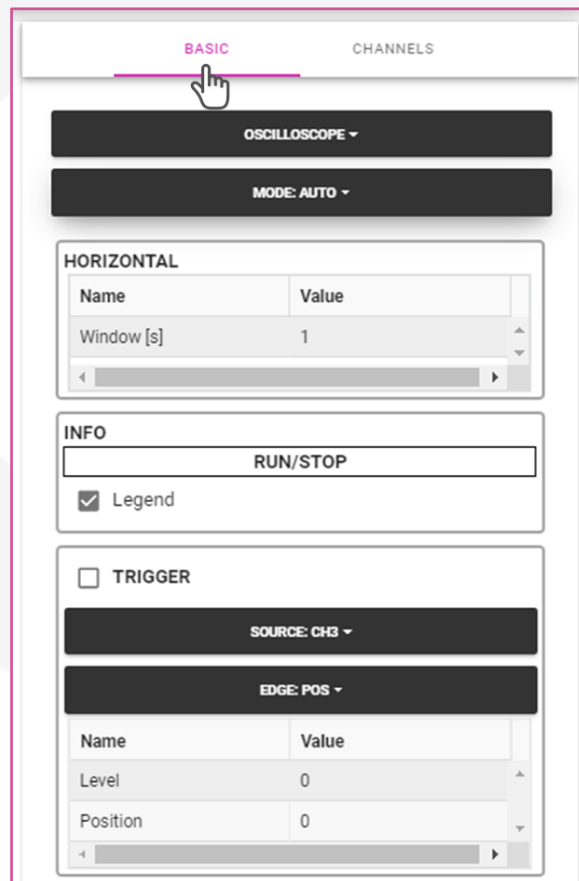 BASIC CHANNELS
OSCILLOSCOPE
MODE: AUTO
HORIZONTAL
Name Value
Window [s] 1
INFO
RUN/STOP
Legend
TRIGGER
SOURCE: CH3
EDGE: POS
Name Value
Level 0
Position 0